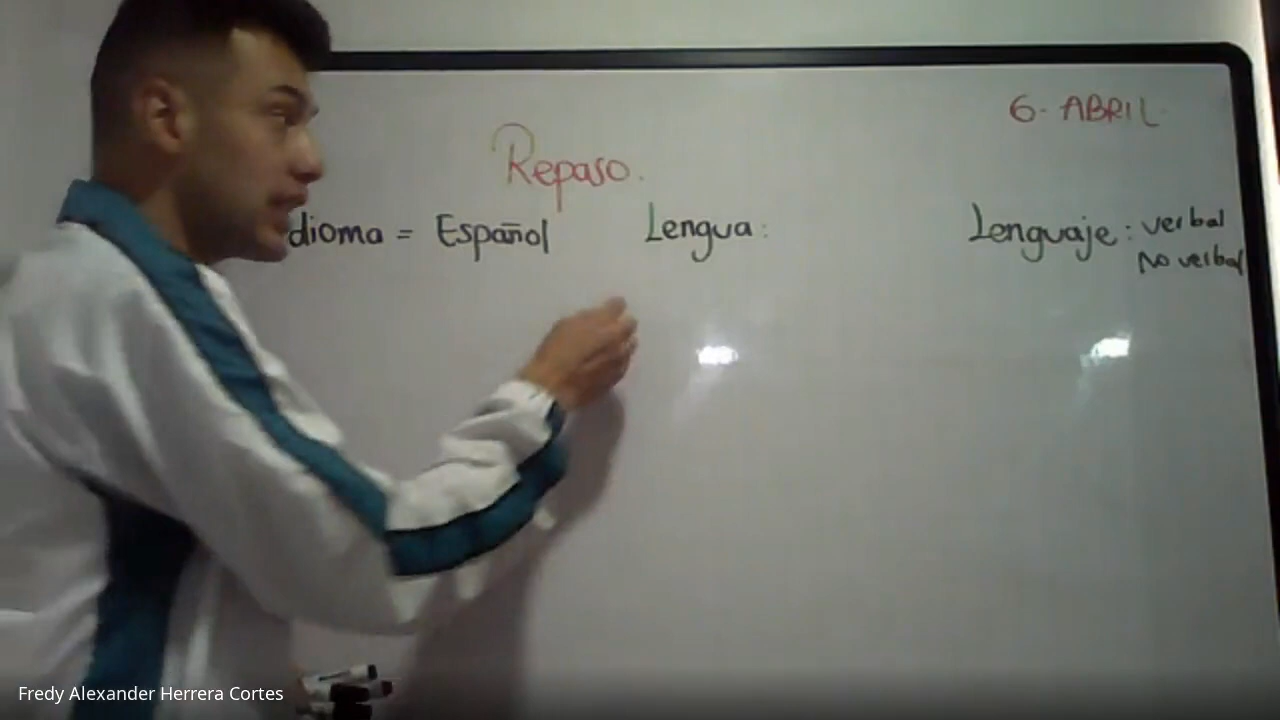 6. ABRIL
Repaso.
dioma = Español Lengua: Lenguaje: verbal
no verbal
Fredy Alexander Herrera Cortes